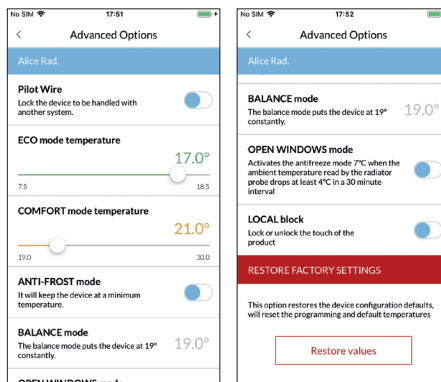 No SIM 17:51
Advanced Options
Alice Rad.
Pilot Wire
Lock the device to be handled with
another system.
ECO mode temperature
17.0°
7.5 18.5
COMFORT mode temperature
21.0°
19.0 30.0
ANTI-FROST mode
It will keep the device at a minimum
temperature.
BALANCE mode
The balance mode puts the device at 19°
constantly.
19.0°
OPEN WINDOWS mode
No SIM 17:52
Advanced Options
Alice Rad.
BALANCE mode
The balance mode puts the device at 19°
constantly.
19.0°
OPEN WINDOWS mode
Activates the antifreeze mode 7°C when the
ambient temperature read by the radiator
probe drops at least 4°C in a 30 minute
interval
LOCAL block
Lock or unlock the touch of the
product
RESTORE FACTORY SETTINGS
This option restores the device configuration defaults,
will reset the programming and default temperatures
Restore values